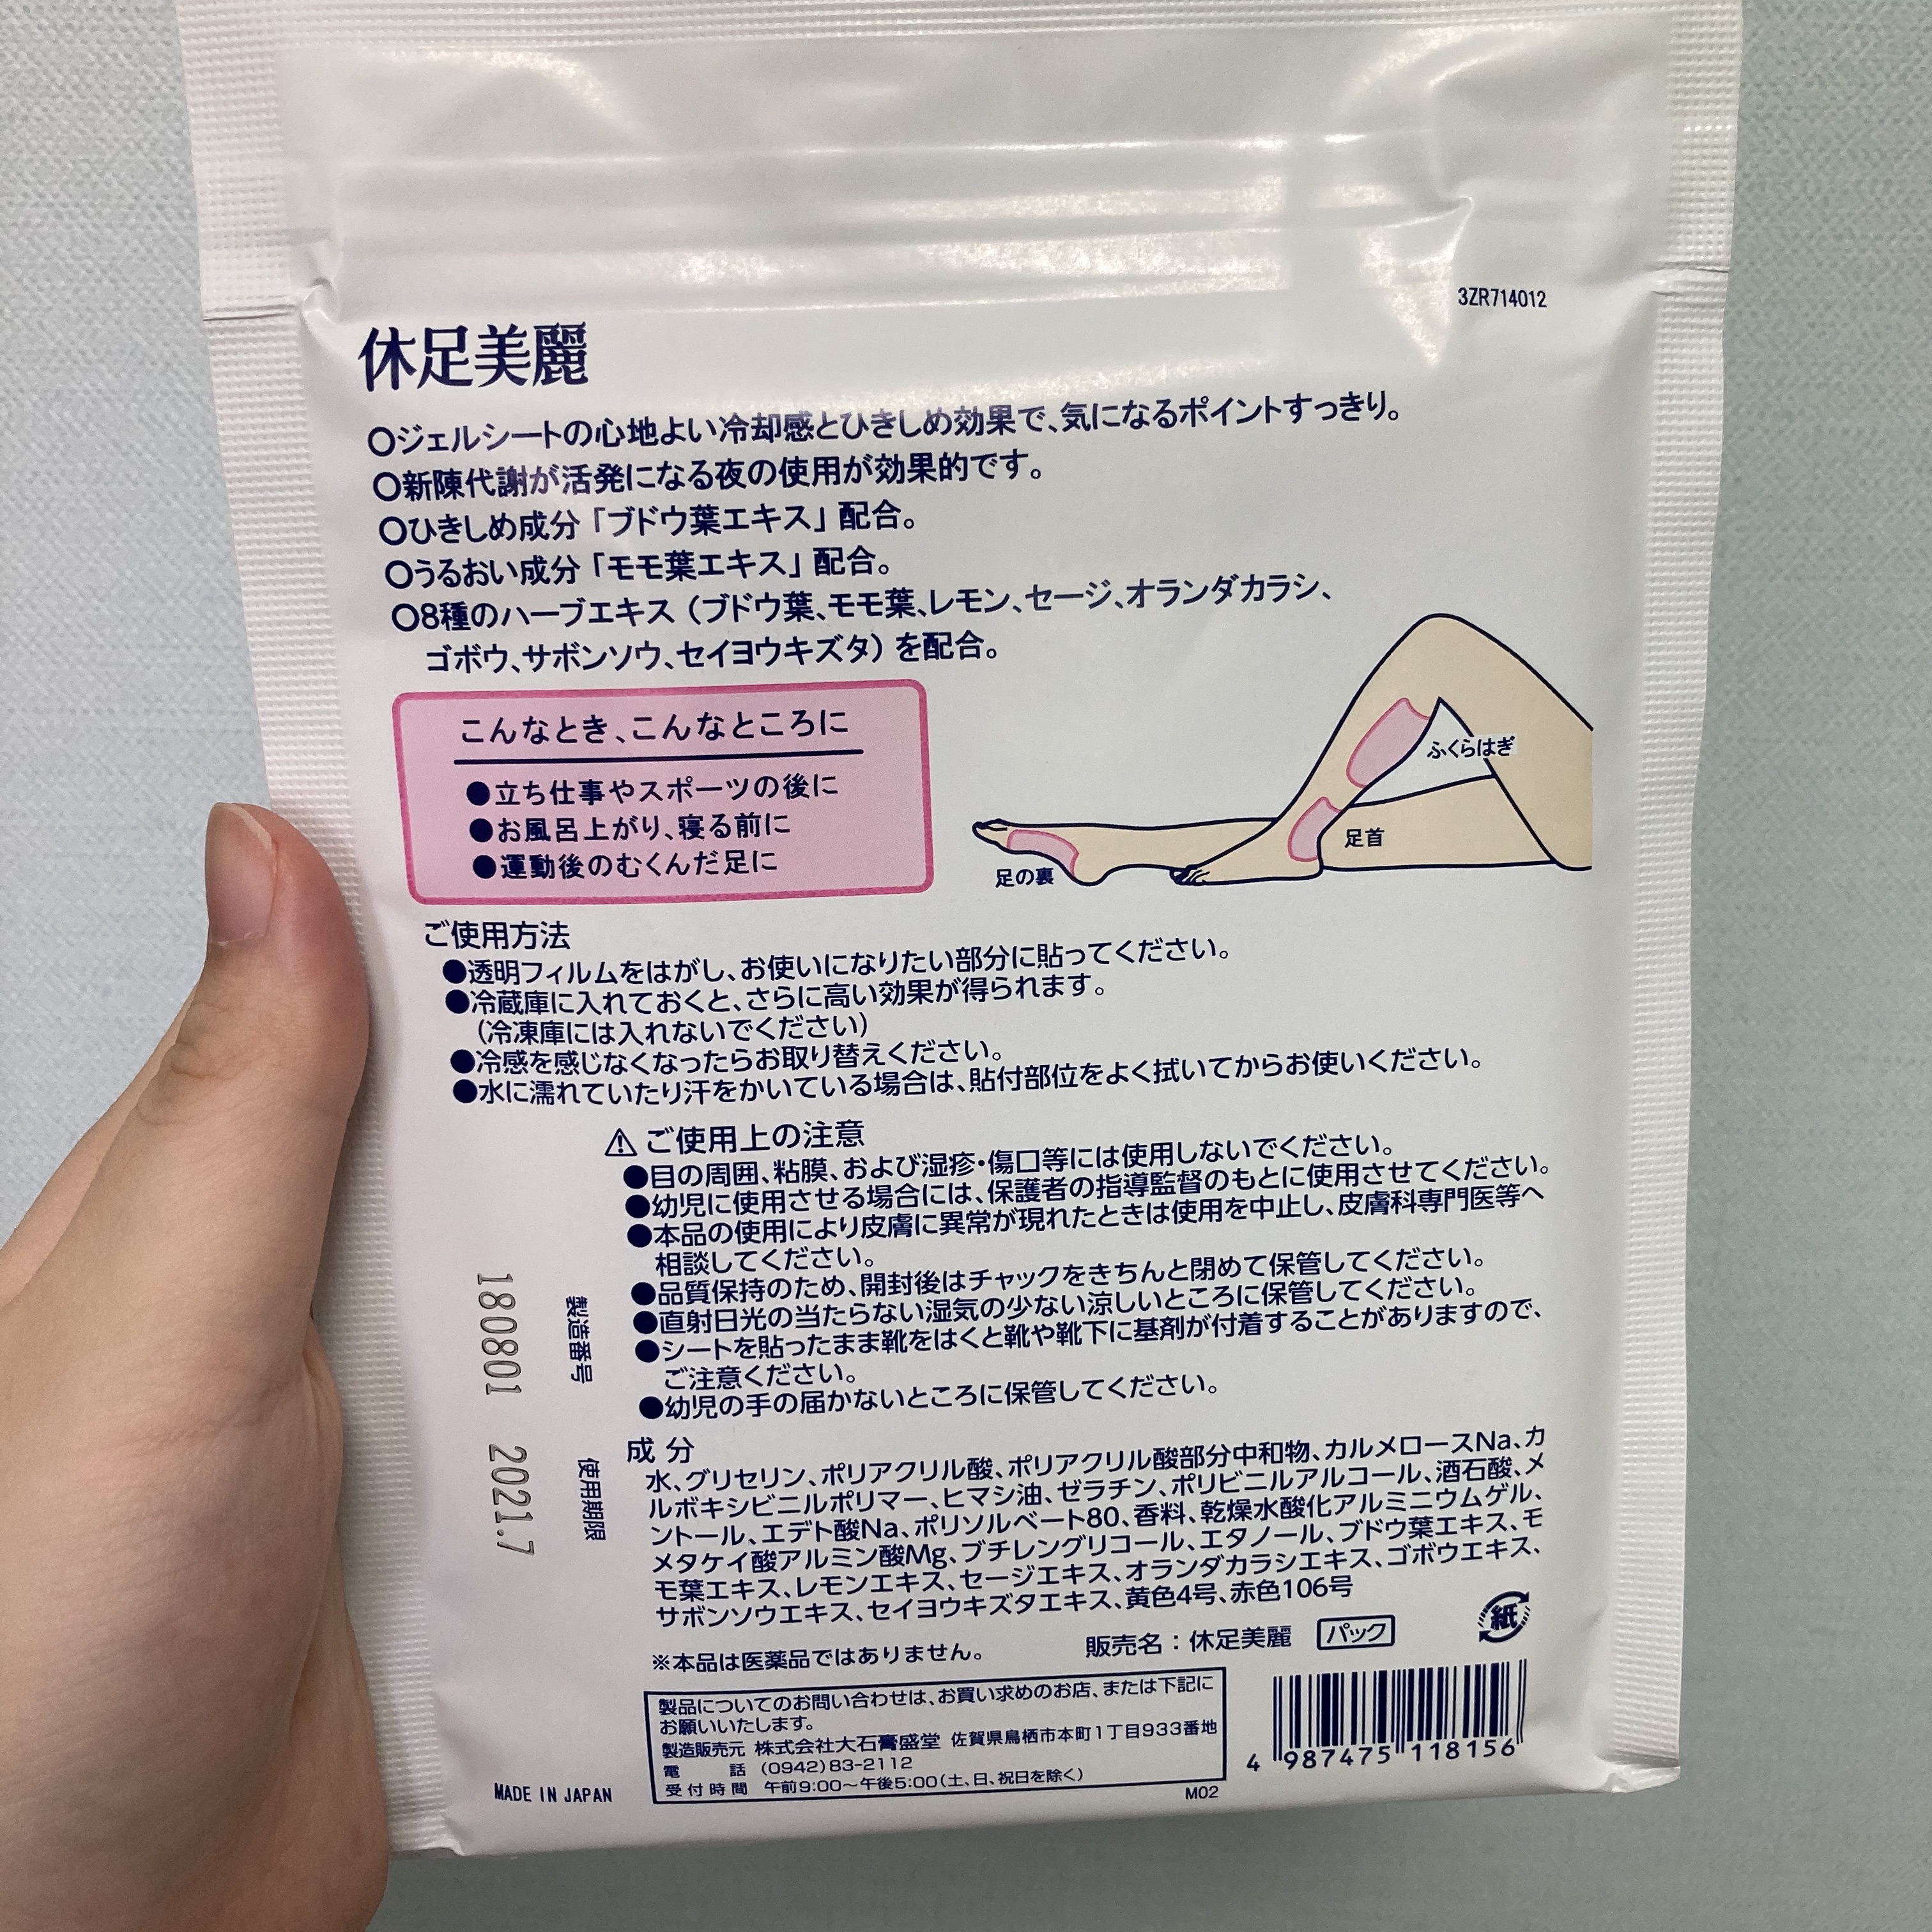 3ZR714012
休足美麗
○ジェルシートの心地よい冷却感とひきしめ効果で、気になるポイントすっきり。
○新陳代謝が活発になる夜の使用が効果的です。
○ひきしめ成分「ブドウ葉エキス」配合。
○うるおい成分「モモ葉エキス」配合。
○8種のハーブエキス（ブドウ葉、モモ葉、レモン、セージ、オランダカラシ、
ゴボウ、サボンソウ、セイヨウキズタ）を配合。
こんなとき、こんなところに
●立ち仕事やスポーツの後に
●お風呂上がり、寝る前に
●運動後のむくんだ足に
ふくらはぎ
足首
足の裏
ご使用方法
●透明フィルムをはがし、お使いになりたい部分に貼ってください。
●冷蔵庫に入れておくと、さらに高い効果が得られます。
（冷凍庫には入れないでください）
●冷感を感じなくなったらお取り替えください。
●水に濡れていたり汗をかいている場合は、貼付部位をよく拭いてからお使いください。
⚠ご使用上の注意
●目の周囲、粘膜、および湿疹・傷口等には使用しないでください。
●幼児に使用させる場合には、保護者の指導監督のもとに使用させてください。
●本品の使用により皮膚に異常が現れたときは使用を中止し、皮膚科専門医等へ
相談してください。
●品質保持のため、開封後はチャックをきちんと閉めて保管してください。
●直射日光の当たらない湿気の少ない涼しいところに保管してください。
●シートを貼ったまま靴をはくと靴や靴下に基剤が付着することがありますので、
ご注意ください。
●幼児の手の届かないところに保管してください。
製造番号
180801
使用期限
2021.7
成分
水、グリセリン、ポリアクリル酸、ポリアクリル酸部分中和物、カルメロースNa、カ
ルボキシビニルポリマー、ヒマシ油、ゼラチン、ポリビニルアルコール、酒石酸、メ
ントール、エデト酸Na、ポリソルベート80、香料、乾燥水酸化アルミニウムゲル、
メタケイ酸アルミン酸Mg、ブチレングリコール、エタノール、ブドウ葉エキス、モ
モ葉エキス、レモンエキス、セージエキス、オランダカラシエキス、ゴボウエキス、
サボンソウエキス、セイヨウキズタエキス、黄色4号、赤色106号
※本品は医薬品ではありません。
販売名：休足美麗 パック
紙
製品についてのお問い合わせは、お買い求めのお店、または下記に
お願いいたします。
製造販売元 株式会社大石膏盛堂 佐賀県鳥栖市本町1丁目933番地
電話 (0942)83-2112
受付時間 午前9:00～午後5:00(土、日、祝日を除く)
4 987475 118156
MADE IN JAPAN
M02